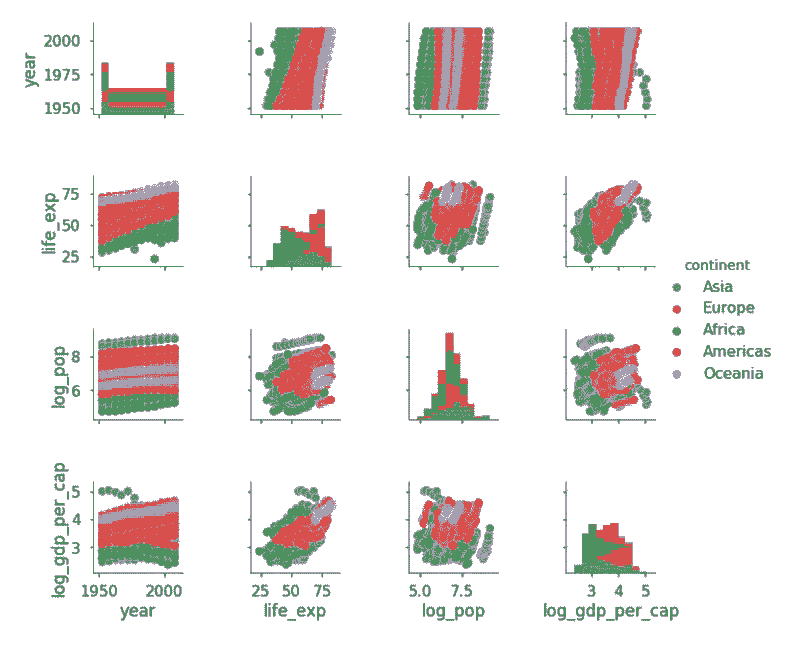 year
2000
1975
1950
life_exp
75
50
25
continent
Asia
Europe
Africa
Americas
Oceania
log_pop
8
6
log_gdp_per_cap
5
4
3
1950 2000 25 50 75 5.0 7.5 3 4 5
year life_exp log_pop log_gdp_per_cap